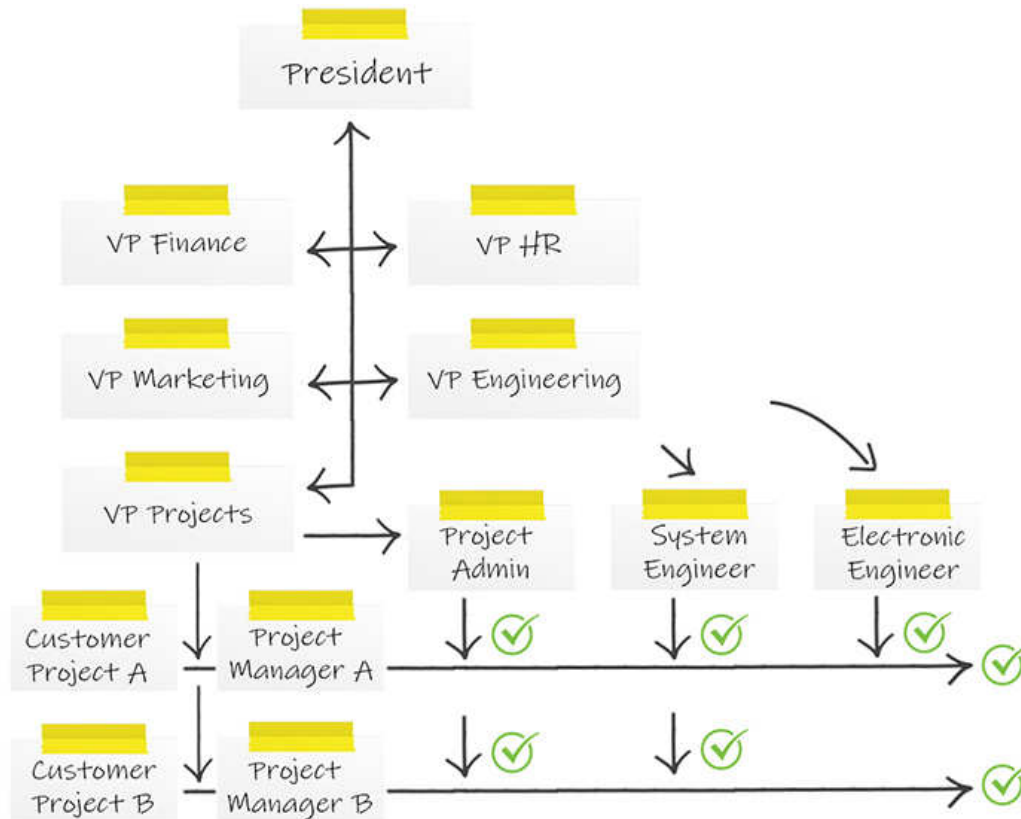 President
VP Finance
VP HR
VP Marketing
VP Engineering
VP Projects
Project
Admin
System
Engineer
Electronic
Engineer
Customer
Project A
Project
Manager A
Customer
Project B
Project
Manager B